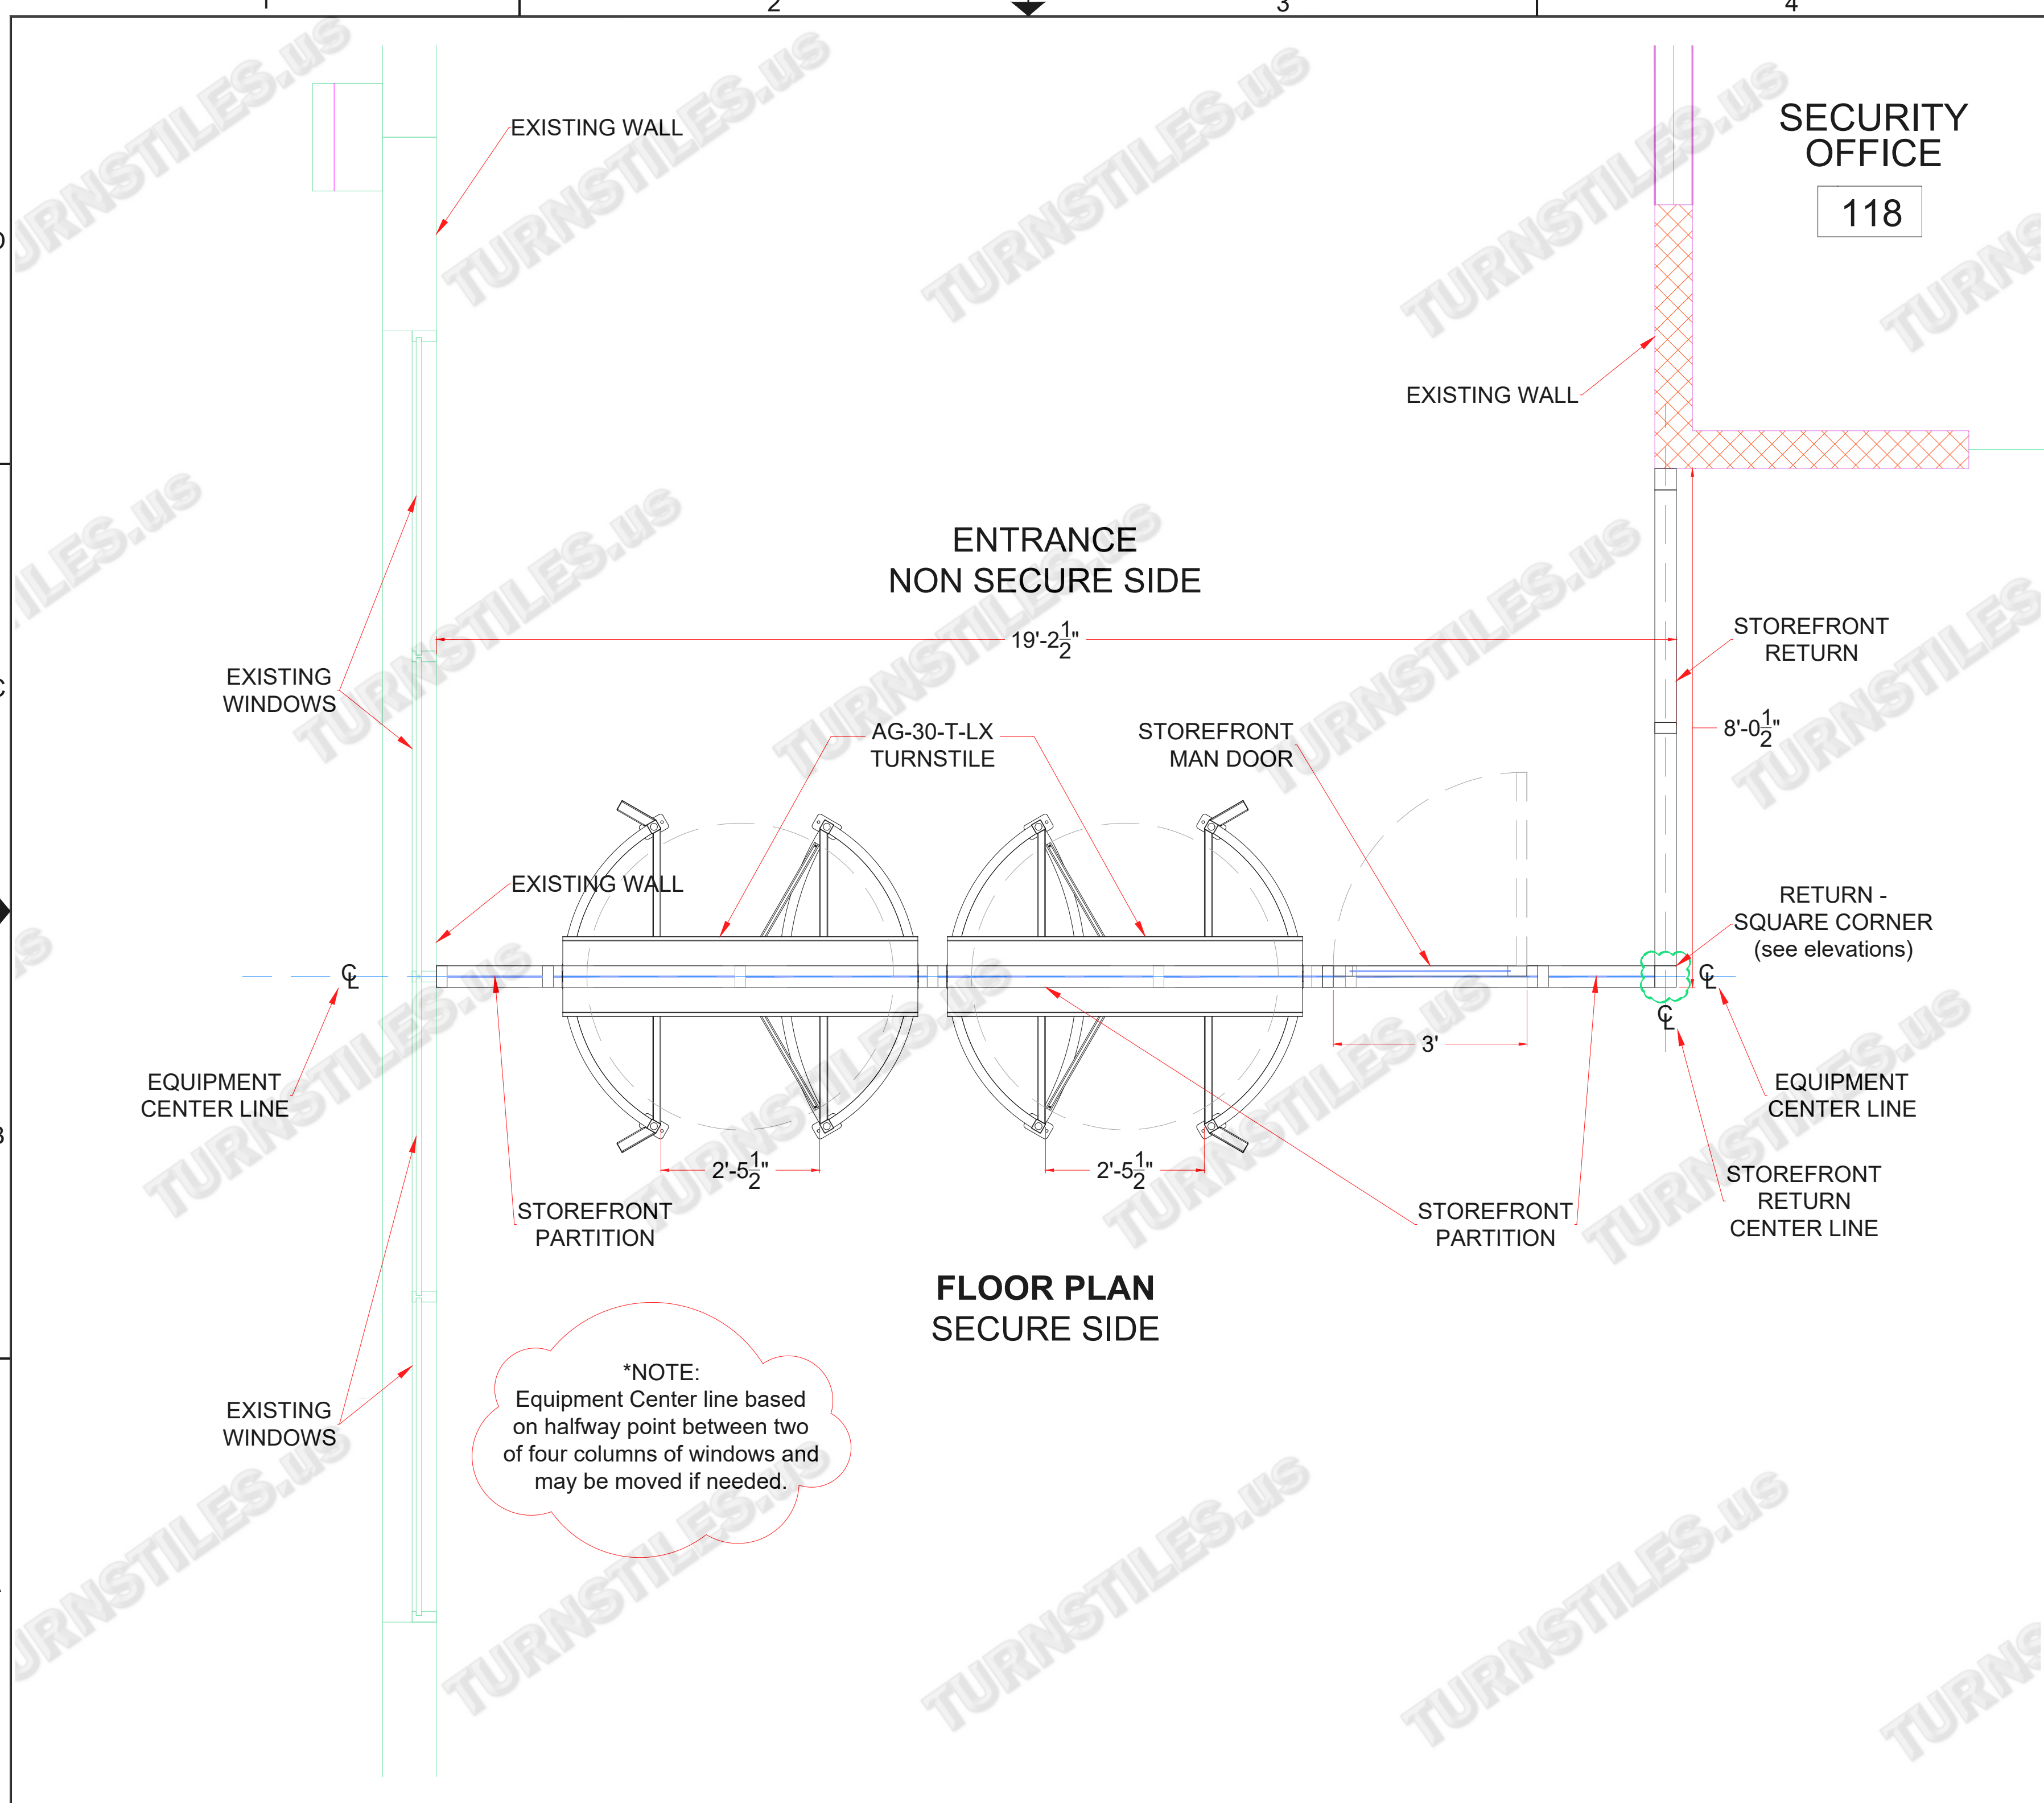 2
3
4
SECURITY
OFFICE
118
EXISTING WALL
EXISTING WALL
ENTRANCE
NON SECURE SIDE
19'-2 1/2"
STOREFRONT
RETURN
EXISTING
WINDOWS
8'-0 1/2"
AG-30-T-LX
TURNSTILE
STOREFRONT
MAN DOOR
EXISTING WALL
RETURN -
SQUARE CORNER
(see elevations)
℄
℄
℄
3'
EQUIPMENT
CENTER LINE
EQUIPMENT
CENTER LINE
2'-5 1/2"
2'-5 1/2"
STOREFRONT
PARTITION
STOREFRONT
PARTITION
STOREFRONT
RETURN
CENTER LINE
FLOOR PLAN
SECURE SIDE
*NOTE:
Equipment Center line based
on halfway point between two
of four columns of windows and
may be moved if needed.
EXISTING
WINDOWS
TURNSTILES.us